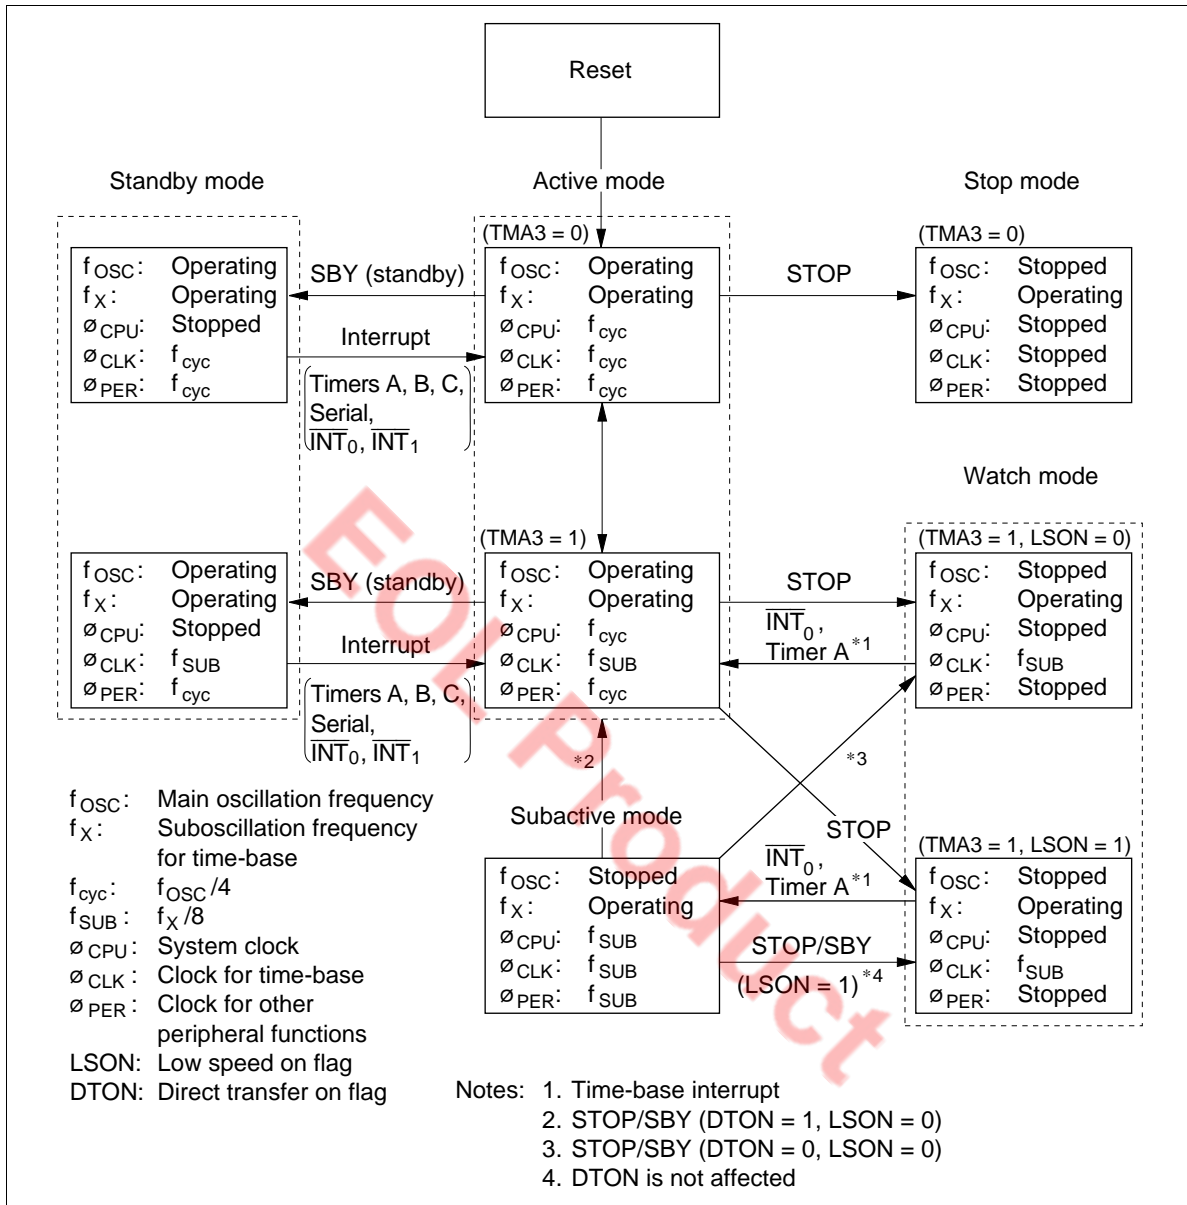 Reset
Standby mode
Active mode
Stop mode
(TMA3 = 0)
(TMA3 = 0)
fOSC: Operating
fX: Operating
øCPU: Stopped
øCLK: fcyc
øPER: fcyc
SBY (standby)
Interrupt
Timers A, B, C,
Serial,
INT0, INT1
fOSC: Operating
fX: Operating
øCPU: fcyc
øCLK: fcyc
øPER: fcyc
STOP
fOSC: Stopped
fX: Operating
øCPU: Stopped
øCLK: Stopped
øPER: Stopped
Watch mode
(TMA3 = 1)
(TMA3 = 1, LSON = 0)
fOSC: Operating
fX: Operating
øCPU: Stopped
øCLK: fSUB
øPER: fcyc
SBY (standby)
Interrupt
Timers A, B, C,
Serial,
INT0, INT1
fOSC: Operating
fX: Operating
øCPU: fcyc
øCLK: fSUB
øPER: fcyc
STOP
INT0,
Timer A*1
fOSC: Stopped
fX: Operating
øCPU: Stopped
øCLK: fSUB
øPER: Stopped
*2
*3
Subactive mode
STOP
(TMA3 = 1, LSON = 1)
fOSC: Stopped
fX: Operating
øCPU: fSUB
øCLK: fSUB
øPER: fSUB
INT0,
Timer A*1
STOP/SBY
(LSON = 1)*4
fOSC: Stopped
fX: Operating
øCPU: Stopped
øCLK: fSUB
øPER: Stopped
fOSC: Main oscillation frequency
fX: Suboscillation frequency
for time-base
fcyc: fOSC/4
fSUB: fX/8
øCPU: System clock
øCLK: Clock for time-base
øPER: Clock for other
peripheral functions
LSON: Low speed on flag
DTON: Direct transfer on flag
Notes: 1. Time-base interrupt
2. STOP/SBY (DTON = 1, LSON = 0)
3. STOP/SBY (DTON = 0, LSON = 0)
4. DTON is not affected
EOL Product